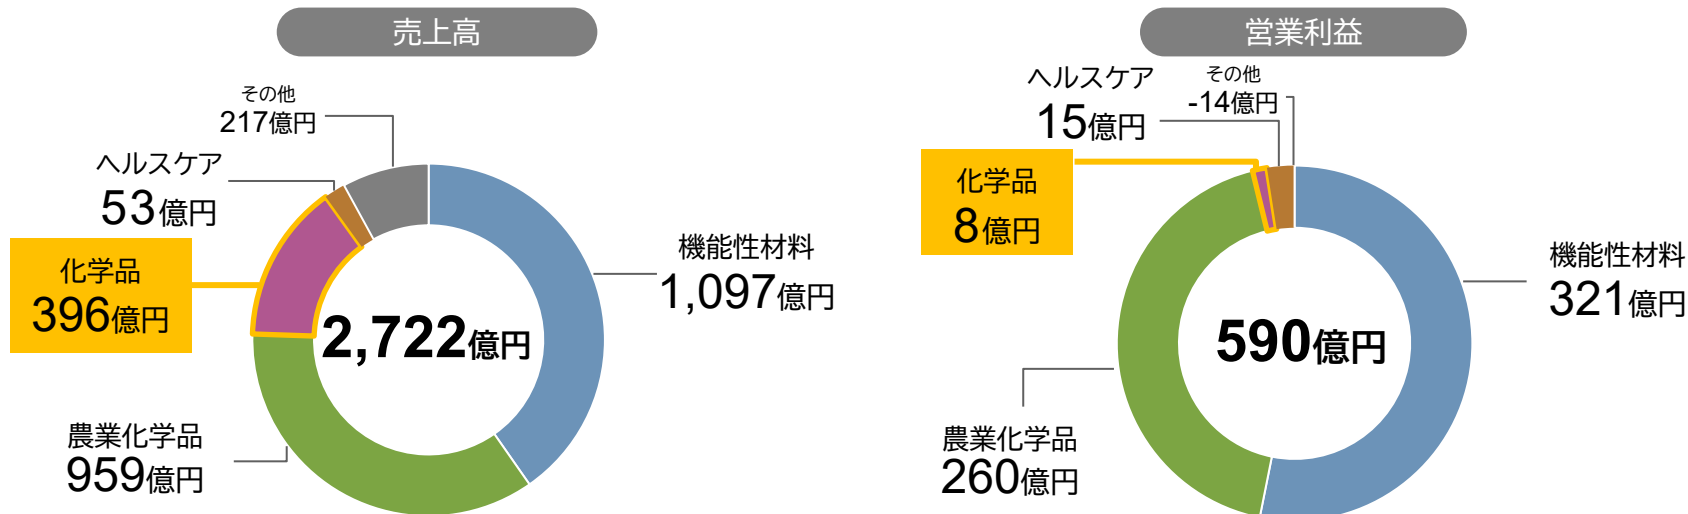 売上高
その他
217億円
ヘルスケア
53億円
化学品
396億円
機能性材料
1,097億円
2,722億円
農業化学品
959億円
営業利益
ヘルスケア
15億円
その他
-14億円
化学品
8億円
機能性材料
321億円
590億円
農業化学品
260億円